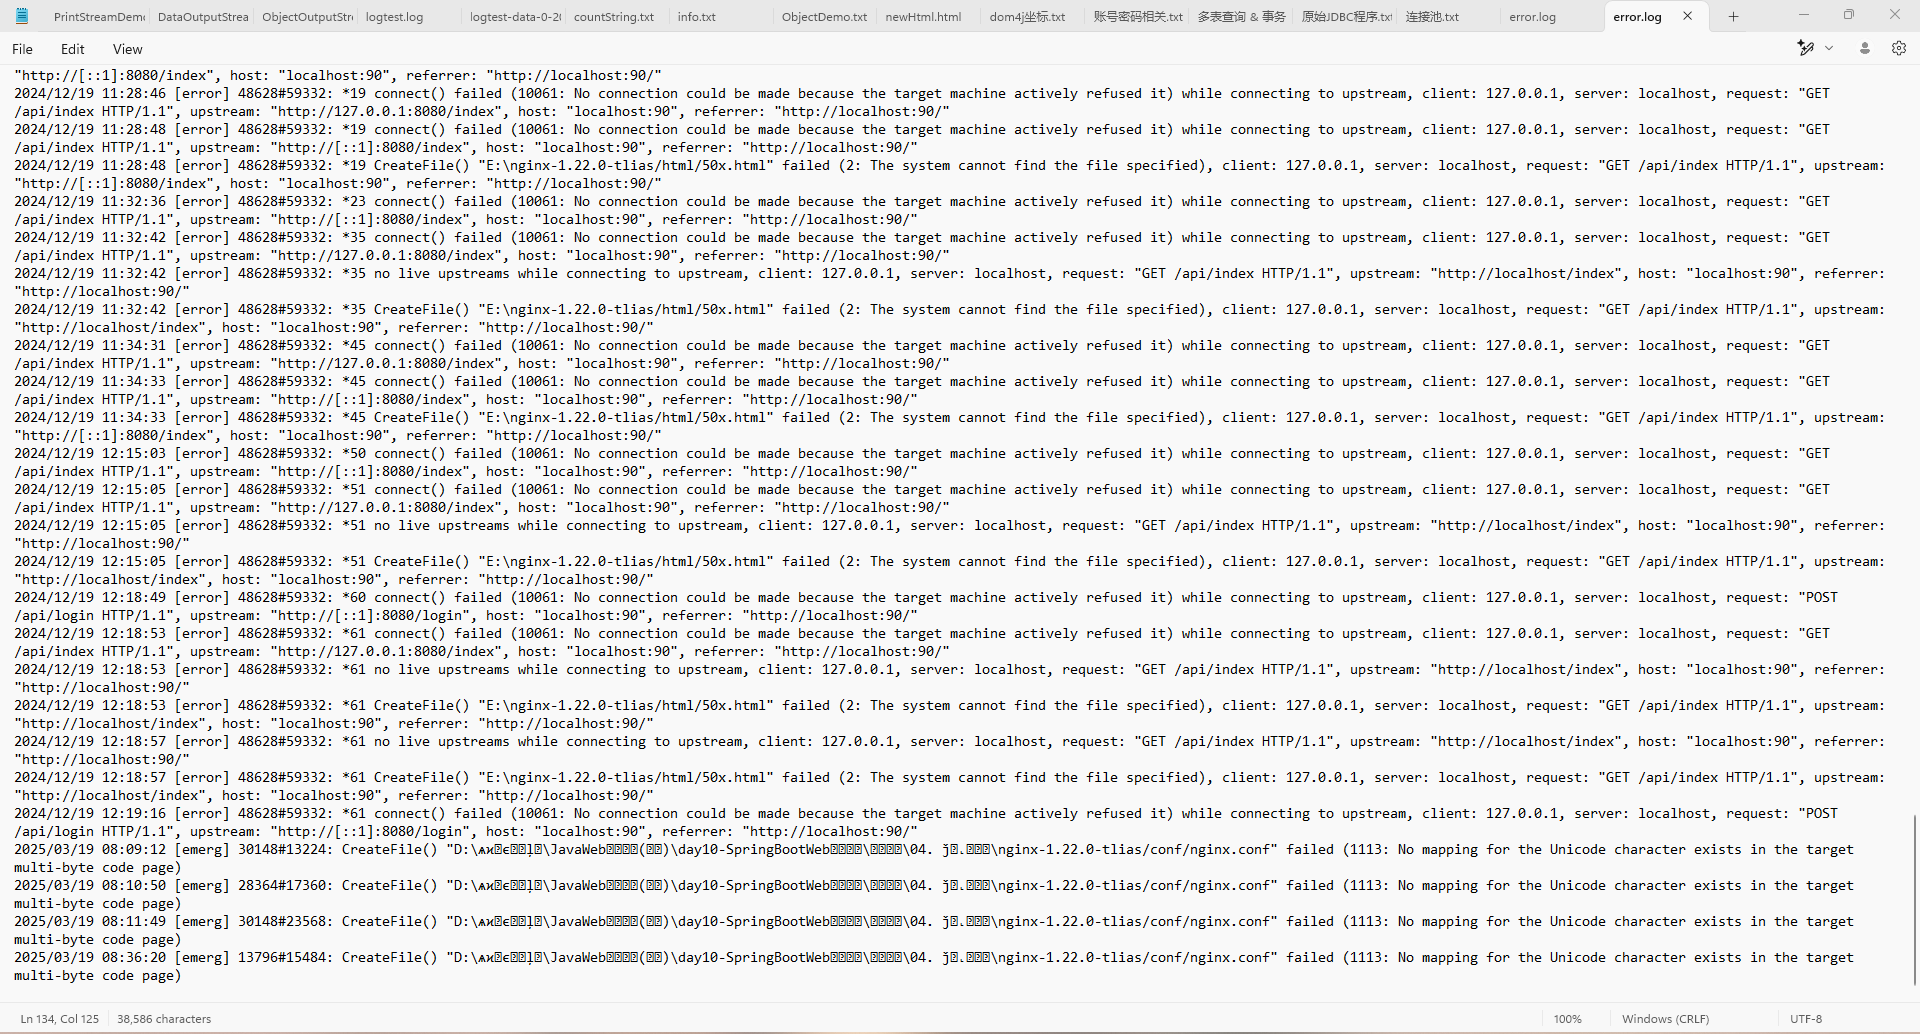 PrintStreamDem
DataOutputStrea
ObjectOutputStr
logtest.log
logtest-data-0-2
countString.txt
info.txt
ObjectDemo.txt
newHtml.html
dom4j坐标.txt
账号密码相关.txt
多表查询 & 事务
原始JDBC程序.tx
连接池.txt
error.log
error.log
File
Edit
View
"http://[::1]:8080/index", host: "localhost:90", referrer: "http://localhost:90/"
2024/12/19 11:28:46 [error] 48628#59332: *19 connect() failed (10061: No connection could be made because the target machine actively refused it) while connecting to upstream, client: 127.0.0.1, server: localhost, request: "GET
/api/index HTTP/1.1", upstream: "http://127.0.0.1:8080/index", host: "localhost:90", referrer: "http://localhost:90/"
2024/12/19 11:28:48 [error] 48628#59332: *19 connect() failed (10061: No connection could be made because the target machine actively refused it) while connecting to upstream, client: 127.0.0.1, server: localhost, request: "GET
/api/index HTTP/1.1", upstream: "http://[::1]:8080/index", host: "localhost:90", referrer: "http://localhost:90/"
2024/12/19 11:28:48 [error] 48628#59332: *19 CreateFile() "E:\nginx-1.22.0-tlias/html/50x.html" failed (2: The system cannot find the file specified), client: 127.0.0.1, server: localhost, request: "GET /api/index HTTP/1.1", upstream:
"http://[::1]:8080/index", host: "localhost:90", referrer: "http://localhost:90/"
2024/12/19 11:32:36 [error] 48628#59332: *23 connect() failed (10061: No connection could be made because the target machine actively refused it) while connecting to upstream, client: 127.0.0.1, server: localhost, request: "GET
/api/index HTTP/1.1", upstream: "http://[::1]:8080/index", host: "localhost:90", referrer: "http://localhost:90/"
2024/12/19 11:32:42 [error] 48628#59332: *35 connect() failed (10061: No connection could be made because the target machine actively refused it) while connecting to upstream, client: 127.0.0.1, server: localhost, request: "GET
/api/index HTTP/1.1", upstream: "http://127.0.0.1:8080/index", host: "localhost:90", referrer: "http://localhost:90/"
2024/12/19 11:32:42 [error] 48628#59332: *35 no live upstreams while connecting to upstream, client: 127.0.0.1, server: localhost, request: "GET /api/index HTTP/1.1", upstream: "http://localhost/index", host: "localhost:90", referrer:
"http://localhost:90/"
2024/12/19 11:32:42 [error] 48628#59332: *35 CreateFile() "E:\nginx-1.22.0-tlias/html/50x.html" failed (2: The system cannot find the file specified), client: 127.0.0.1, server: localhost, request: "GET /api/index HTTP/1.1", upstream:
"http://localhost/index", host: "localhost:90", referrer: "http://localhost:90/"
2024/12/19 11:34:31 [error] 48628#59332: *45 connect() failed (10061: No connection could be made because the target machine actively refused it) while connecting to upstream, client: 127.0.0.1, server: localhost, request: "GET
/api/index HTTP/1.1", upstream: "http://127.0.0.1:8080/index", host: "localhost:90", referrer: "http://localhost:90/"
2024/12/19 11:34:33 [error] 48628#59332: *45 connect() failed (10061: No connection could be made because the target machine actively refused it) while connecting to upstream, client: 127.0.0.1, server: localhost, request: "GET
/api/index HTTP/1.1", upstream: "http://[::1]:8080/index", host: "localhost:90", referrer: "http://localhost:90/"
2024/12/19 11:34:33 [error] 48628#59332: *45 CreateFile() "E:\nginx-1.22.0-tlias/html/50x.html" failed (2: The system cannot find the file specified), client: 127.0.0.1, server: localhost, request: "GET /api/index HTTP/1.1", upstream:
"http://[::1]:8080/index", host: "localhost:90", referrer: "http://localhost:90/"
2024/12/19 12:15:03 [error] 48628#59332: *50 connect() failed (10061: No connection could be made because the target machine actively refused it) while connecting to upstream, client: 127.0.0.1, server: localhost, request: "GET
/api/index HTTP/1.1", upstream: "http://[::1]:8080/index", host: "localhost:90", referrer: "http://localhost:90/"
2024/12/19 12:15:05 [error] 48628#59332: *51 connect() failed (10061: No connection could be made because the target machine actively refused it) while connecting to upstream, client: 127.0.0.1, server: localhost, request: "GET
/api/index HTTP/1.1", upstream: "http://127.0.0.1:8080/index", host: "localhost:90", referrer: "http://localhost:90/"
2024/12/19 12:15:05 [error] 48628#59332: *51 no live upstreams while connecting to upstream, client: 127.0.0.1, server: localhost, request: "GET /api/index HTTP/1.1", upstream: "http://localhost/index", host: "localhost:90", referrer:
"http://localhost:90/"
2024/12/19 12:15:05 [error] 48628#59332: *51 CreateFile() "E:\nginx-1.22.0-tlias/html/50x.html" failed (2: The system cannot find the file specified), client: 127.0.0.1, server: localhost, request: "GET /api/index HTTP/1.1", upstream:
"http://localhost/index", host: "localhost:90", referrer: "http://localhost:90/"
2024/12/19 12:18:49 [error] 48628#59332: *60 connect() failed (10061: No connection could be made because the target machine actively refused it) while connecting to upstream, client: 127.0.0.1, server: localhost, request: "POST
/api/login HTTP/1.1", upstream: "http://[::1]:8080/login", host: "localhost:90", referrer: "http://localhost:90/"
2024/12/19 12:18:53 [error] 48628#59332: *61 connect() failed (10061: No connection could be made because the target machine actively refused it) while connecting to upstream, client: 127.0.0.1, server: localhost, request: "GET
/api/index HTTP/1.1", upstream: "http://127.0.0.1:8080/index", host: "localhost:90", referrer: "http://localhost:90/"
2024/12/19 12:18:53 [error] 48628#59332: *61 no live upstreams while connecting to upstream, client: 127.0.0.1, server: localhost, request: "GET /api/index HTTP/1.1", upstream: "http://localhost/index", host: "localhost:90", referrer:
"http://localhost:90/"
2024/12/19 12:18:53 [error] 48628#59332: *61 CreateFile() "E:\nginx-1.22.0-tlias/html/50x.html" failed (2: The system cannot find the file specified), client: 127.0.0.1, server: localhost, request: "GET /api/index HTTP/1.1", upstream:
"http://localhost/index", host: "localhost:90", referrer: "http://localhost:90/"
2024/12/19 12:18:57 [error] 48628#59332: *61 no live upstreams while connecting to upstream, client: 127.0.0.1, server: localhost, request: "GET /api/index HTTP/1.1", upstream: "http://localhost/index", host: "localhost:90", referrer:
"http://localhost:90/"
2024/12/19 12:18:57 [error] 48628#59332: *61 CreateFile() "E:\nginx-1.22.0-tlias/html/50x.html" failed (2: The system cannot find the file specified), client: 127.0.0.1, server: localhost, request: "GET /api/index HTTP/1.1", upstream:
"http://localhost/index", host: "localhost:90", referrer: "http://localhost:90/"
2024/12/19 12:19:16 [error] 48628#59332: *61 connect() failed (10061: No connection could be made because the target machine actively refused it) while connecting to upstream, client: 127.0.0.1, server: localhost, request: "POST
/api/login HTTP/1.1", upstream: "http://[::1]:8080/login", host: "localhost:90", referrer: "http://localhost:90/"
2025/03/19 08:09:12 [emerg] 30148#13224: CreateFile() "D:\ \JavaWeb ( )\day10-SpringBootWeb \ \04. \nginx-1.22.0-tlias/conf/nginx.conf" failed (1113: No mapping for the Unicode character exists in the target
multi-byte code page)
2025/03/19 08:10:50 [emerg] 28364#17360: CreateFile() "D:\ \JavaWeb ( )\day10-SpringBootWeb \ \04. \nginx-1.22.0-tlias/conf/nginx.conf" failed (1113: No mapping for the Unicode character exists in the target
multi-byte code page)
2025/03/19 08:11:49 [emerg] 30148#23568: CreateFile() "D:\ \JavaWeb ( )\day10-SpringBootWeb \ \04. \nginx-1.22.0-tlias/conf/nginx.conf" failed (1113: No mapping for the Unicode character exists in the target
multi-byte code page)
2025/03/19 08:36:20 [emerg] 13796#15484: CreateFile() "D:\ \JavaWeb ( )\day10-SpringBootWeb \ \04. \nginx-1.22.0-tlias/conf/nginx.conf" failed (1113: No mapping for the Unicode character exists in the target
multi-byte code page)
Ln 134, Col 125
38,586 characters
100%
Windows (CRLF)
UTF-8